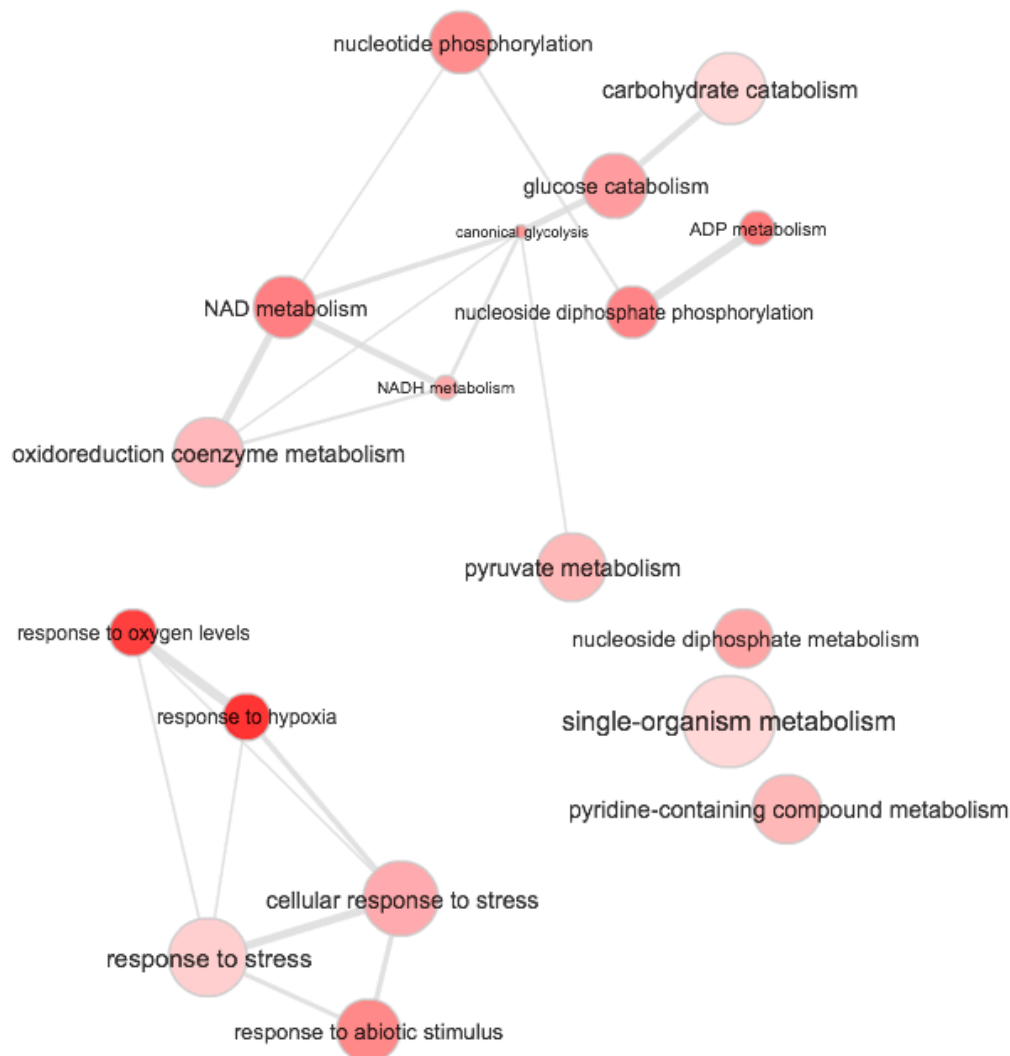 nucleotide phosphorylation
carbohydrate catabolism
glucose catabolism
canonical glycolysis
ADP metabolism
NAD metabolism
nucleoside diphosphate phosphorylation
NADH metabolism
oxidoreduction coenzyme metabolism
pyruvate metabolism
response to oxygen levels
nucleoside diphosphate metabolism
response to hypoxia
single-organism metabolism
pyridine-containing compound metabolism
cellular response to stress
response to stress
response to abiotic stimulus